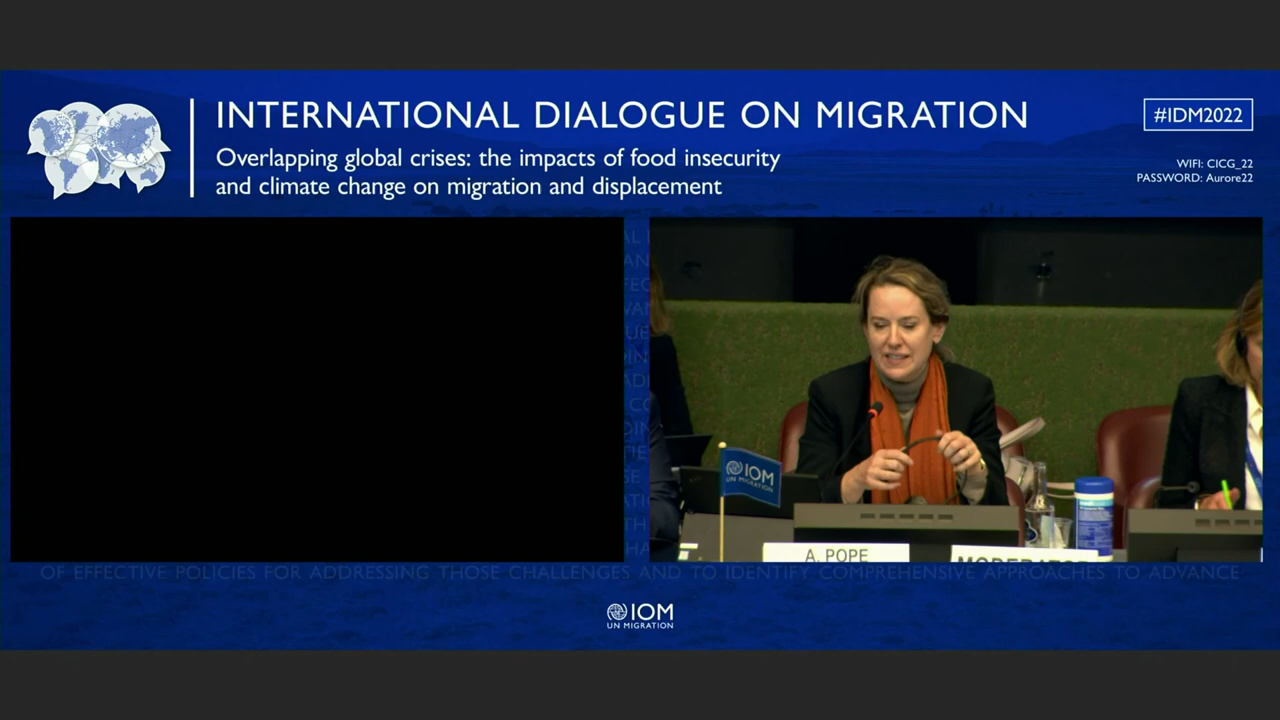 INTERNATIONAL DIALOGUE ON MIGRATION
Overlapping global crises: the impacts of food insecurity
and climate change on migration and displacement
#IDM2022
WIFI: CICG_22
PASSWORD: Aurore22
IOM
UN MIGRATION
A. POPE
MODERATOR
OF EFFECTIVE POLICIES FOR ADDRESSING THOSE CHALLENGES AND TO IDENTIFY COMPREHENSIVE APPROACHES TO ADVANCE
IOM
UN MIGRATION